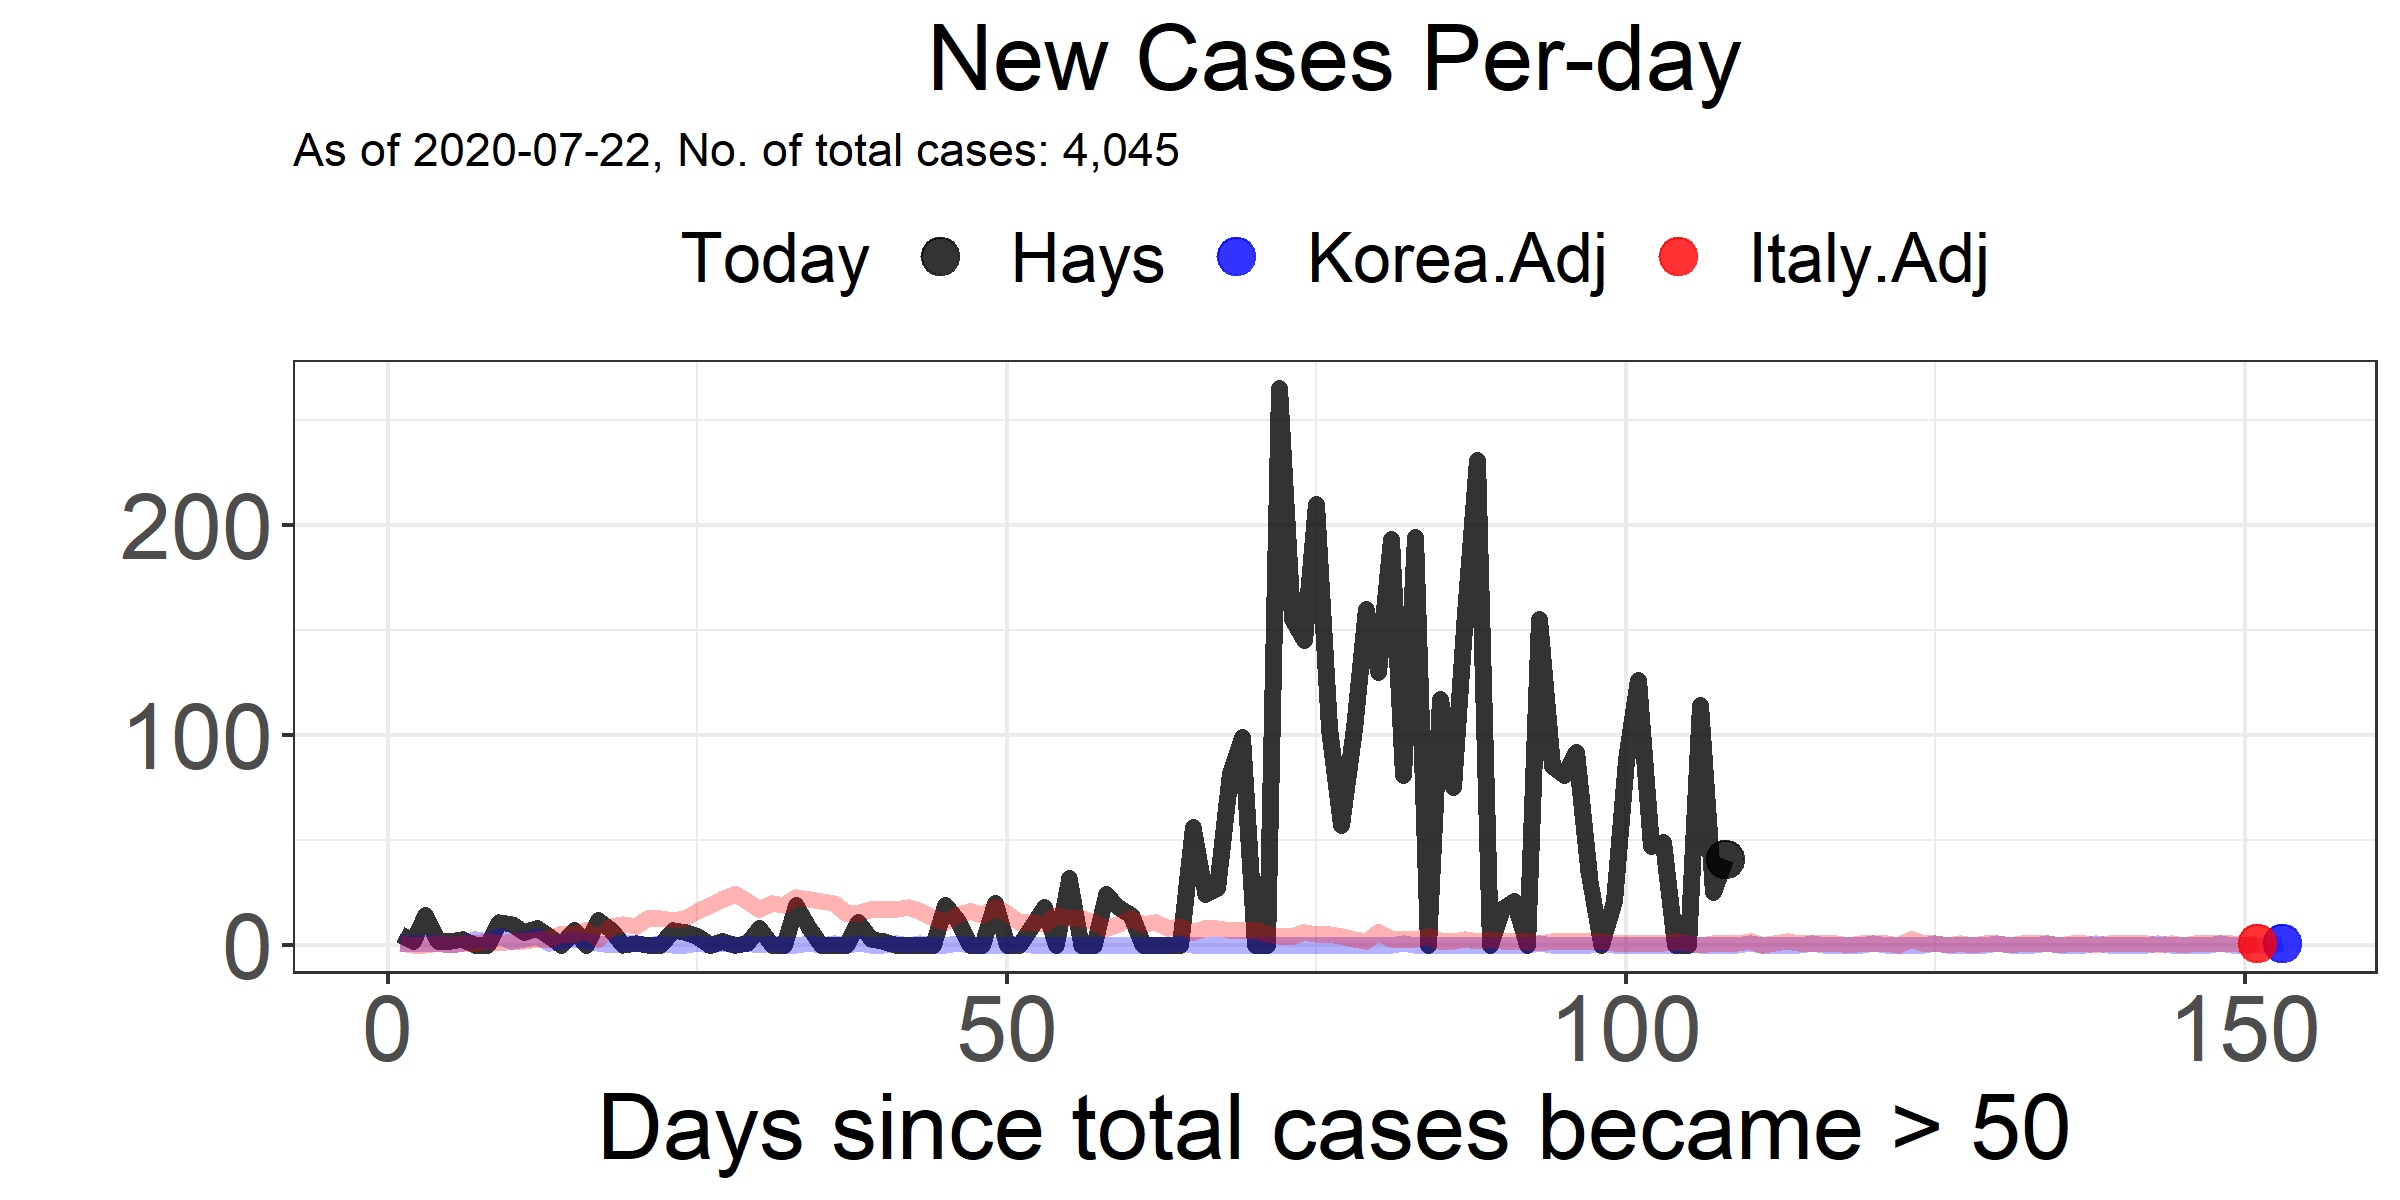 New Cases Per-day
As of 2020-07-22, No. of total cases: 4,045
Today Hays Korea.Adj Italy.Adj
200
100
0
0 50 100 150
Days since total cases became > 50